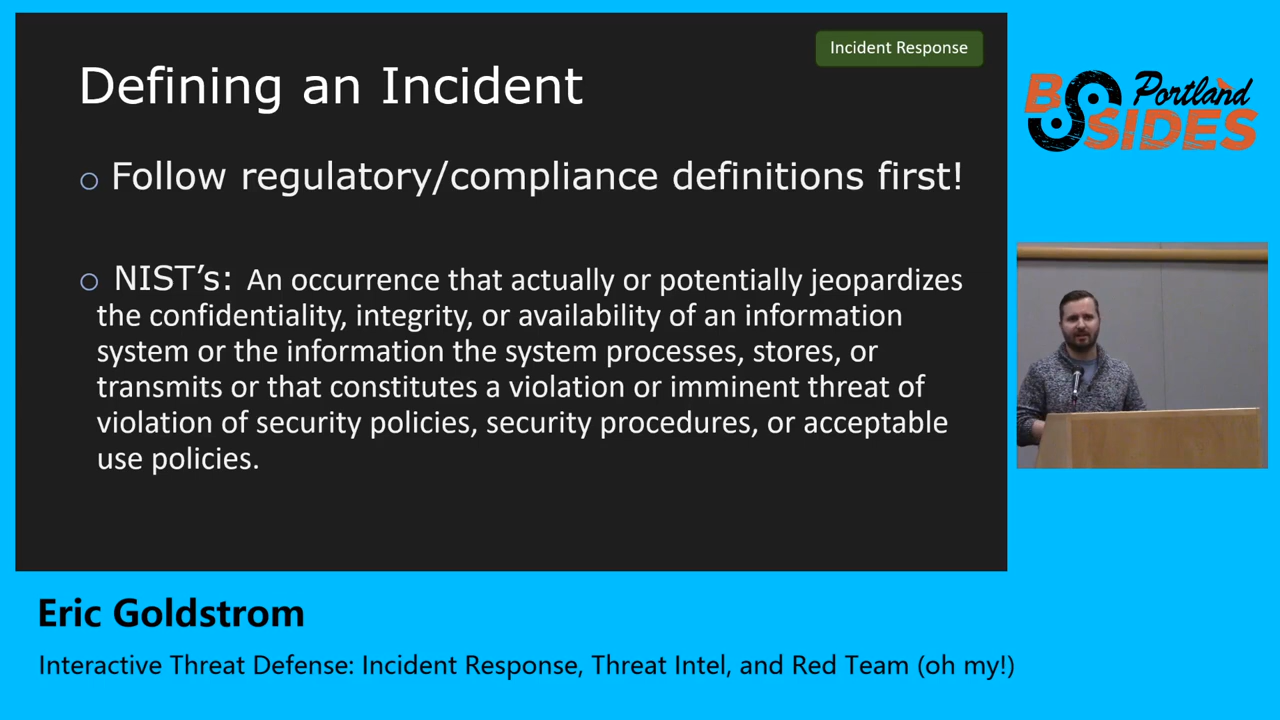 Incident Response
Defining an Incident
Follow regulatory/compliance definitions first!
NIST’s: An occurrence that actually or potentially jeopardizes
the confidentiality, integrity, or availability of an information
system or the information the system processes, stores, or
transmits or that constitutes a violation or imminent threat of
violation of security policies, security procedures, or acceptable
use policies.
BSIDES Portland
Eric Goldstrom
Interactive Threat Defense: Incident Response, Threat Intel, and Red Team (oh my!)